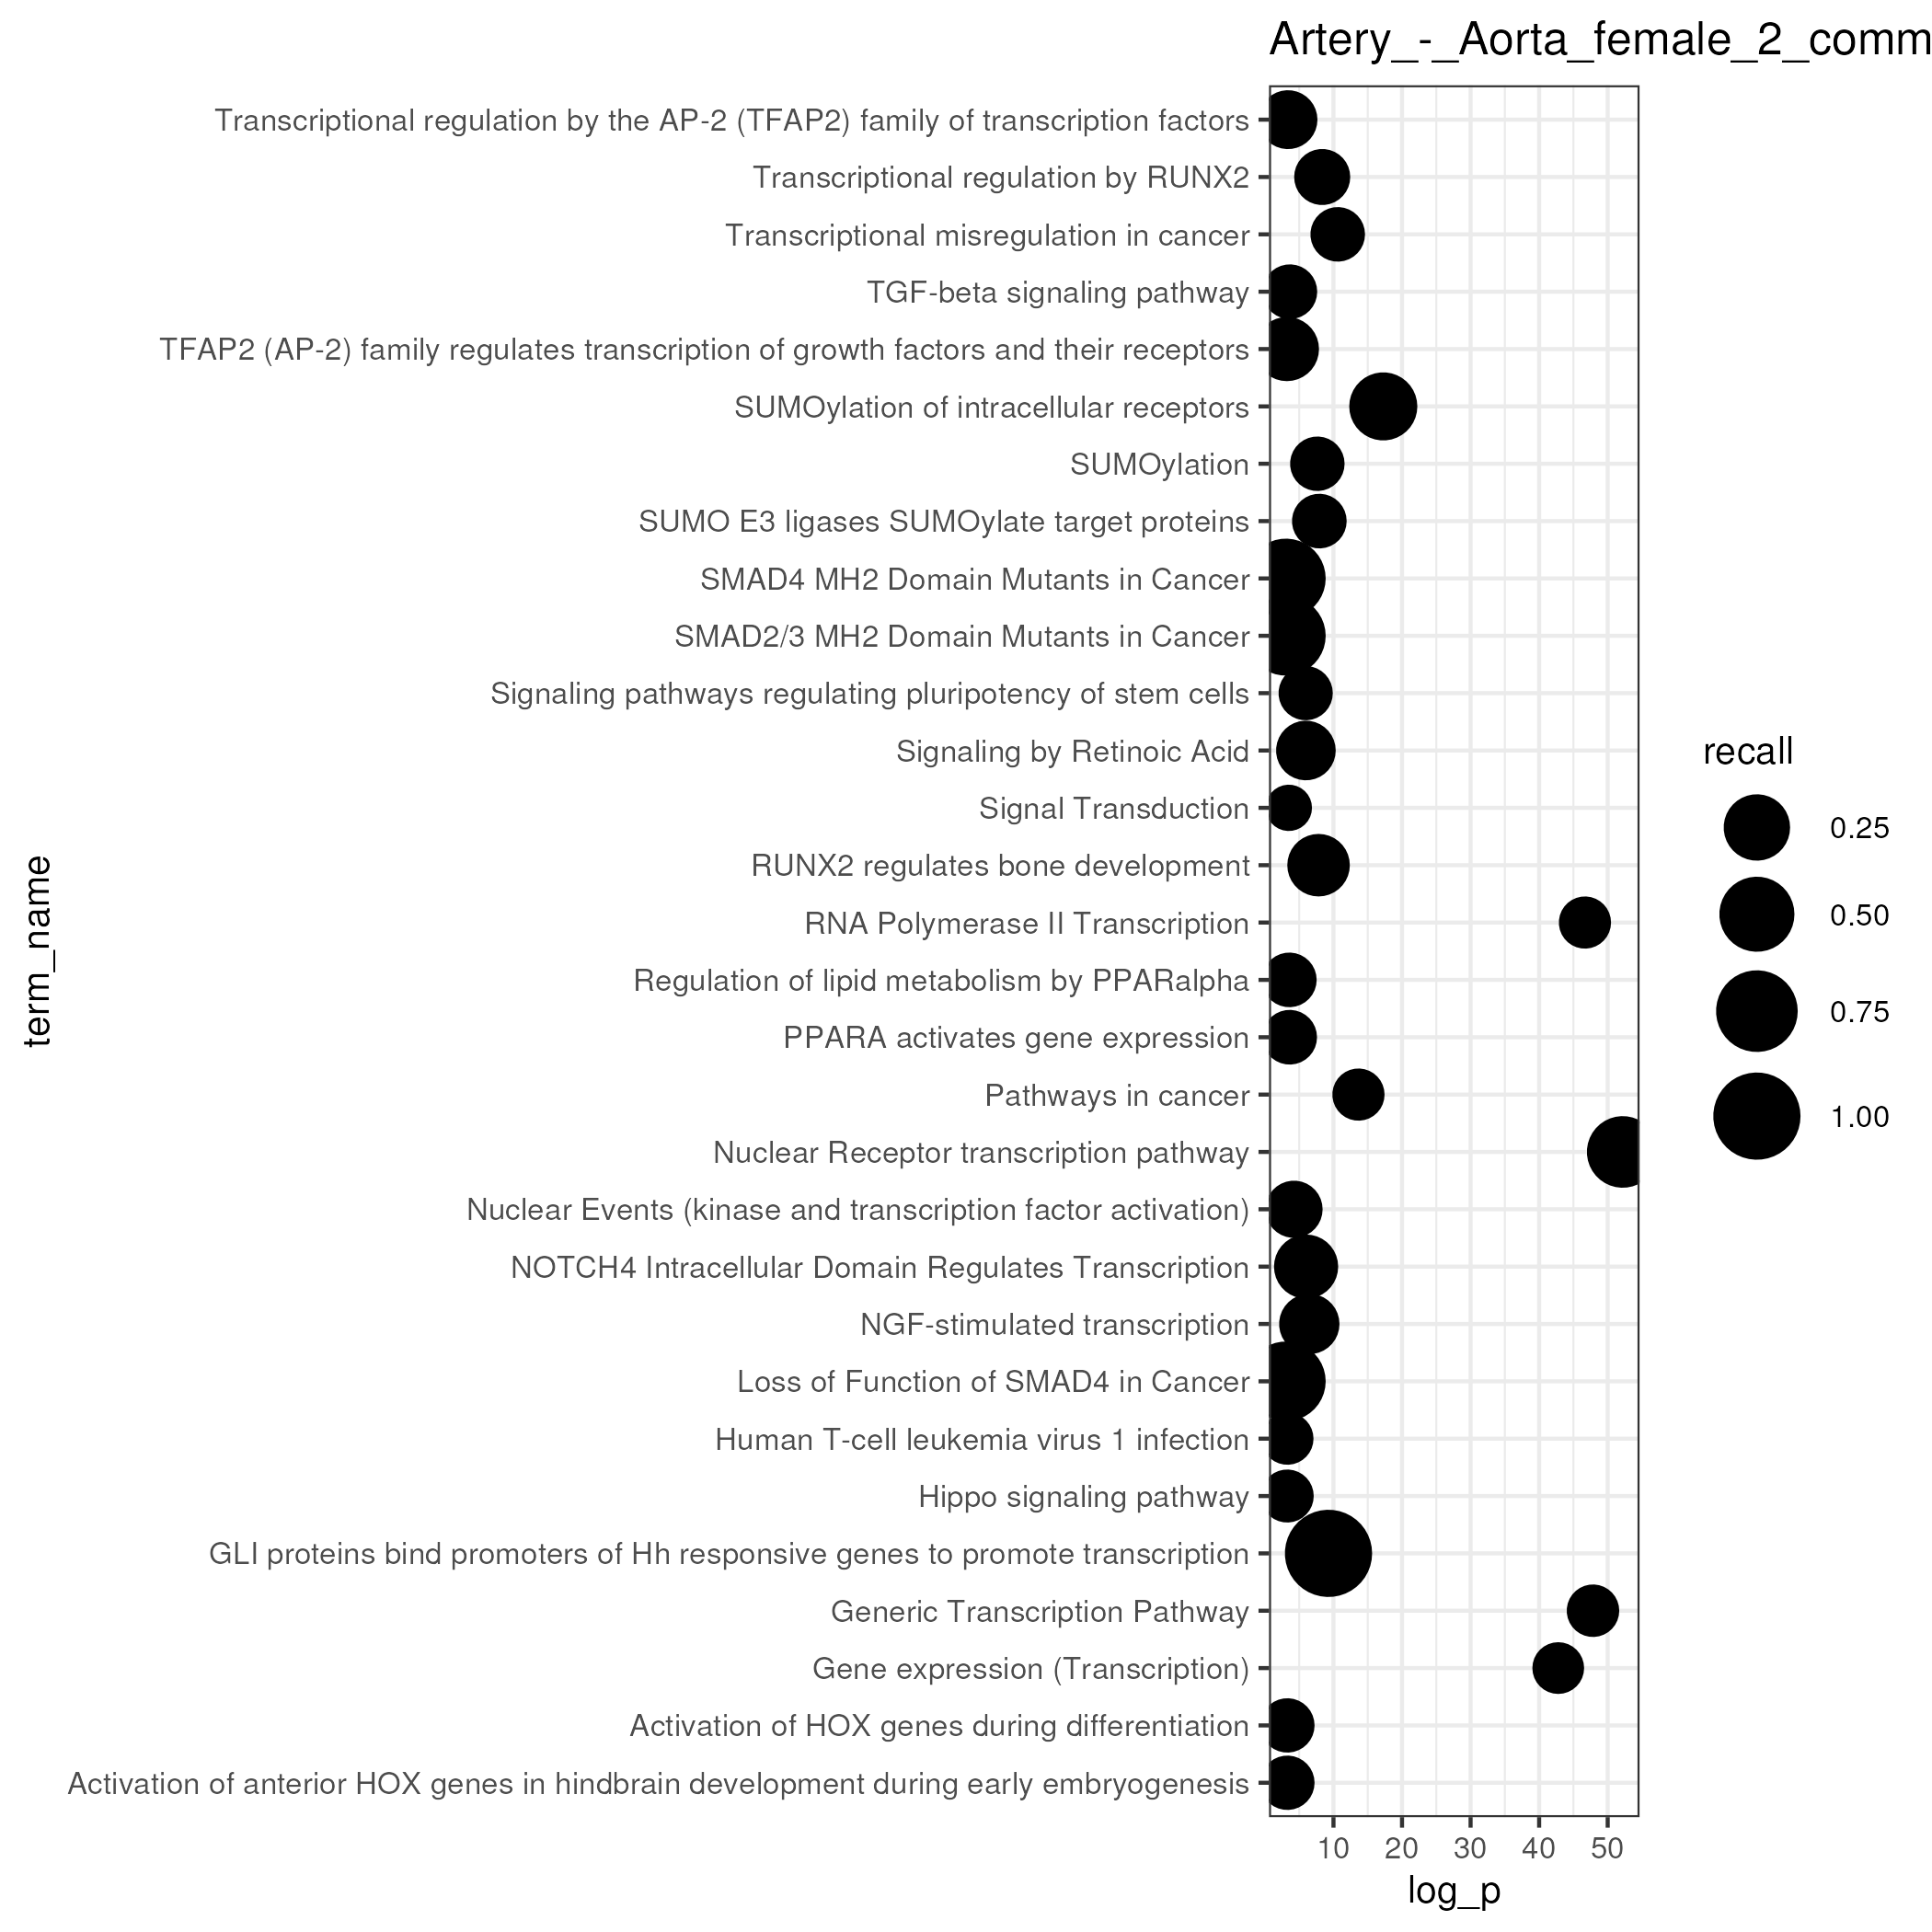 Artery_-_Aorta_female_2_comm
Transcriptional regulation by the AP-2 (TFAP2) family of transcription factors
Transcriptional regulation by RUNX2
Transcriptional misregulation in cancer
TGF-beta signaling pathway
TFAP2 (AP-2) family regulates transcription of growth factors and their receptors
SUMOylation of intracellular receptors
SUMOylation
SUMO E3 ligases SUMOylate target proteins
SMAD4 MH2 Domain Mutants in Cancer
SMAD2/3 MH2 Domain Mutants in Cancer
Signaling pathways regulating pluripotency of stem cells
Signaling by Retinoic Acid
Signal Transduction
RUNX2 regulates bone development
RNA Polymerase II Transcription
Regulation of lipid metabolism by PPARalpha
PPARA activates gene expression
Pathways in cancer
Nuclear Receptor transcription pathway
Nuclear Events (kinase and transcription factor activation)
NOTCH4 Intracellular Domain Regulates Transcription
NGF-stimulated transcription
Loss of Function of SMAD4 in Cancer
Human T-cell leukemia virus 1 infection
Hippo signaling pathway
GLI proteins bind promoters of Hh responsive genes to promote transcription
Generic Transcription Pathway
Gene expression (Transcription)
Activation of HOX genes during differentiation
Activation of anterior HOX genes in hindbrain development during early embryogenesis
term_name
10 20 30 40 50
log_p
recall
0.25
0.50
0.75
1.00